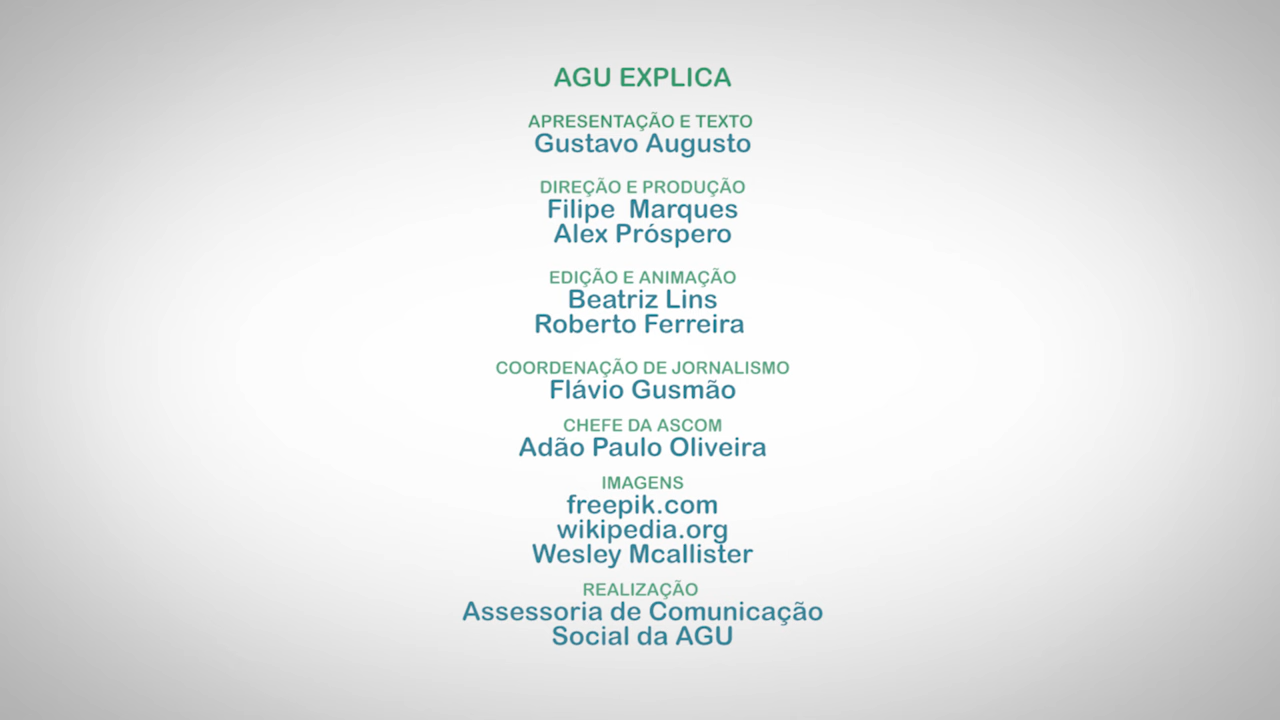 AGU EXPLICA
APRESENTAÇÃO E TEXTO
Gustavo Augusto
DIREÇÃO E PRODUÇÃO
Filipe Marques
Alex Próspero
EDIÇÃO E ANIMAÇÃO
Beatriz Lins
Roberto Ferreira
COORDENAÇÃO DE JORNALISMO
Flávio Gusmão
CHEFE DA ASCOM
Adão Paulo Oliveira
IMAGENS
freepik.com
wikipedia.org
Wesley Mcallister
REALIZAÇÃO
Assessoria de Comunicação
Social da AGU